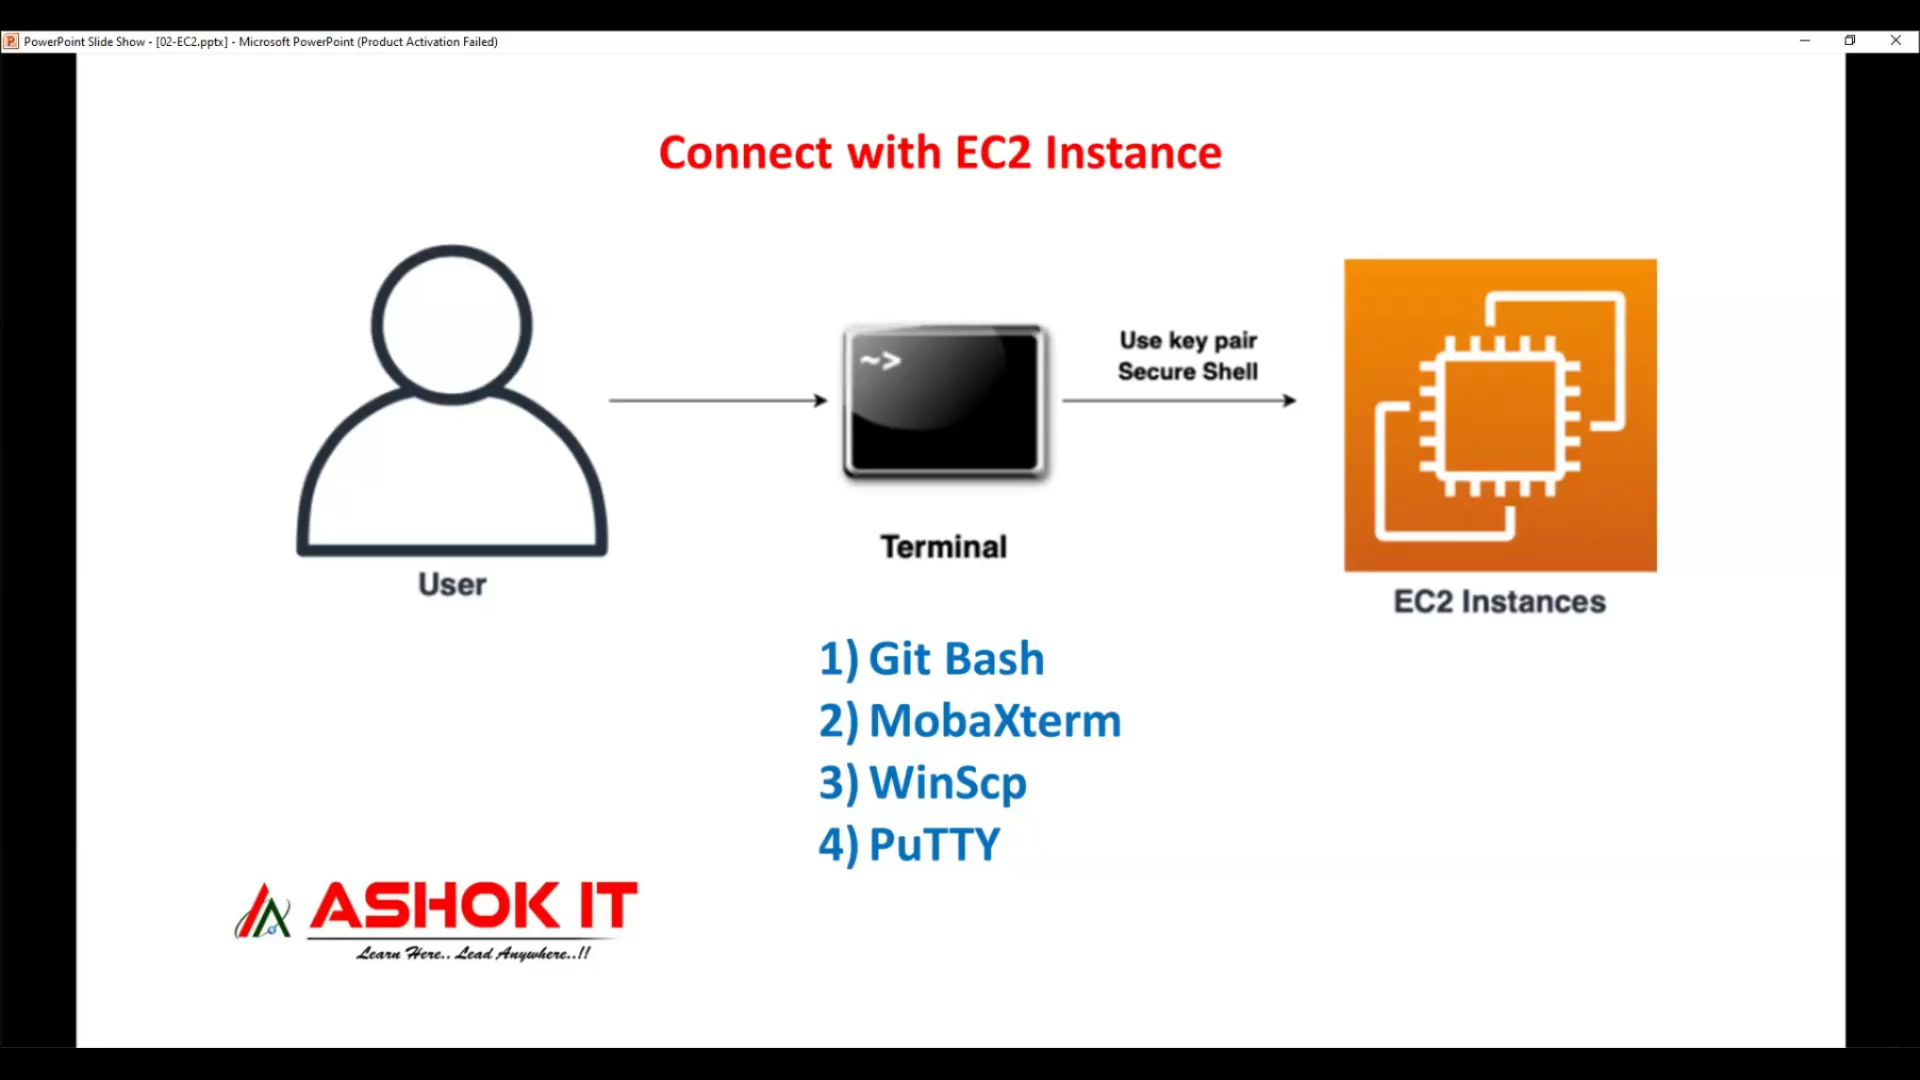 PowerPoint Slide Show - [02-EC2.pptx] - Microsoft PowerPoint (Product Activation Failed)
Connect with EC2 Instance
~>
Use key pair
Secure Shell
Terminal
User
EC2 Instances
1) Git Bash
2) MobaXterm
3) WinScp
4) PuTTY
ASHOK IT
Learn Here.. Lead Anywhere..!!